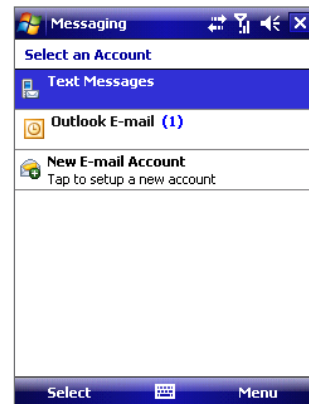 Messaging
Select an Account
Text Messages
Outlook E-mail (1)
New E-mail Account
Tap to setup a new account
Select Menu